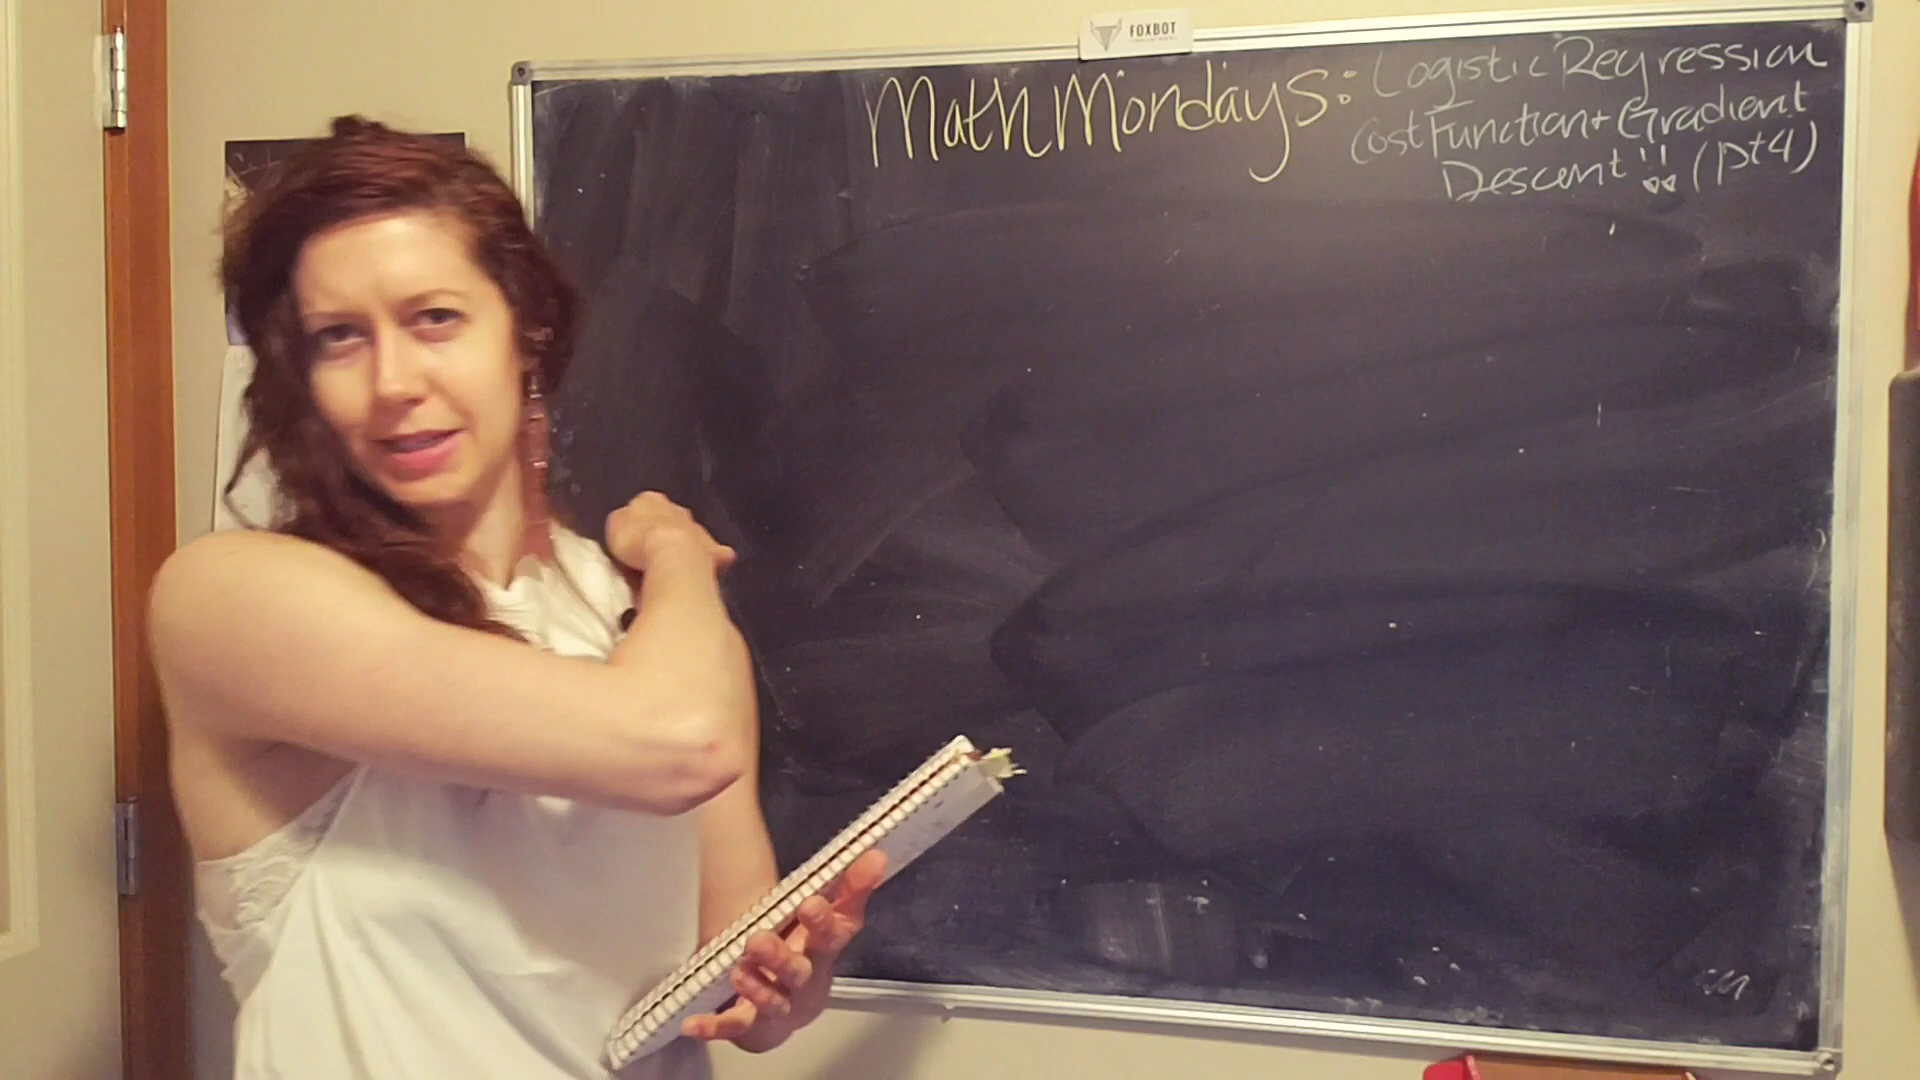 FOXBOT
Math Mondays: Logistic Regression
Cost Function + Gradient
Descent!! (pt4)